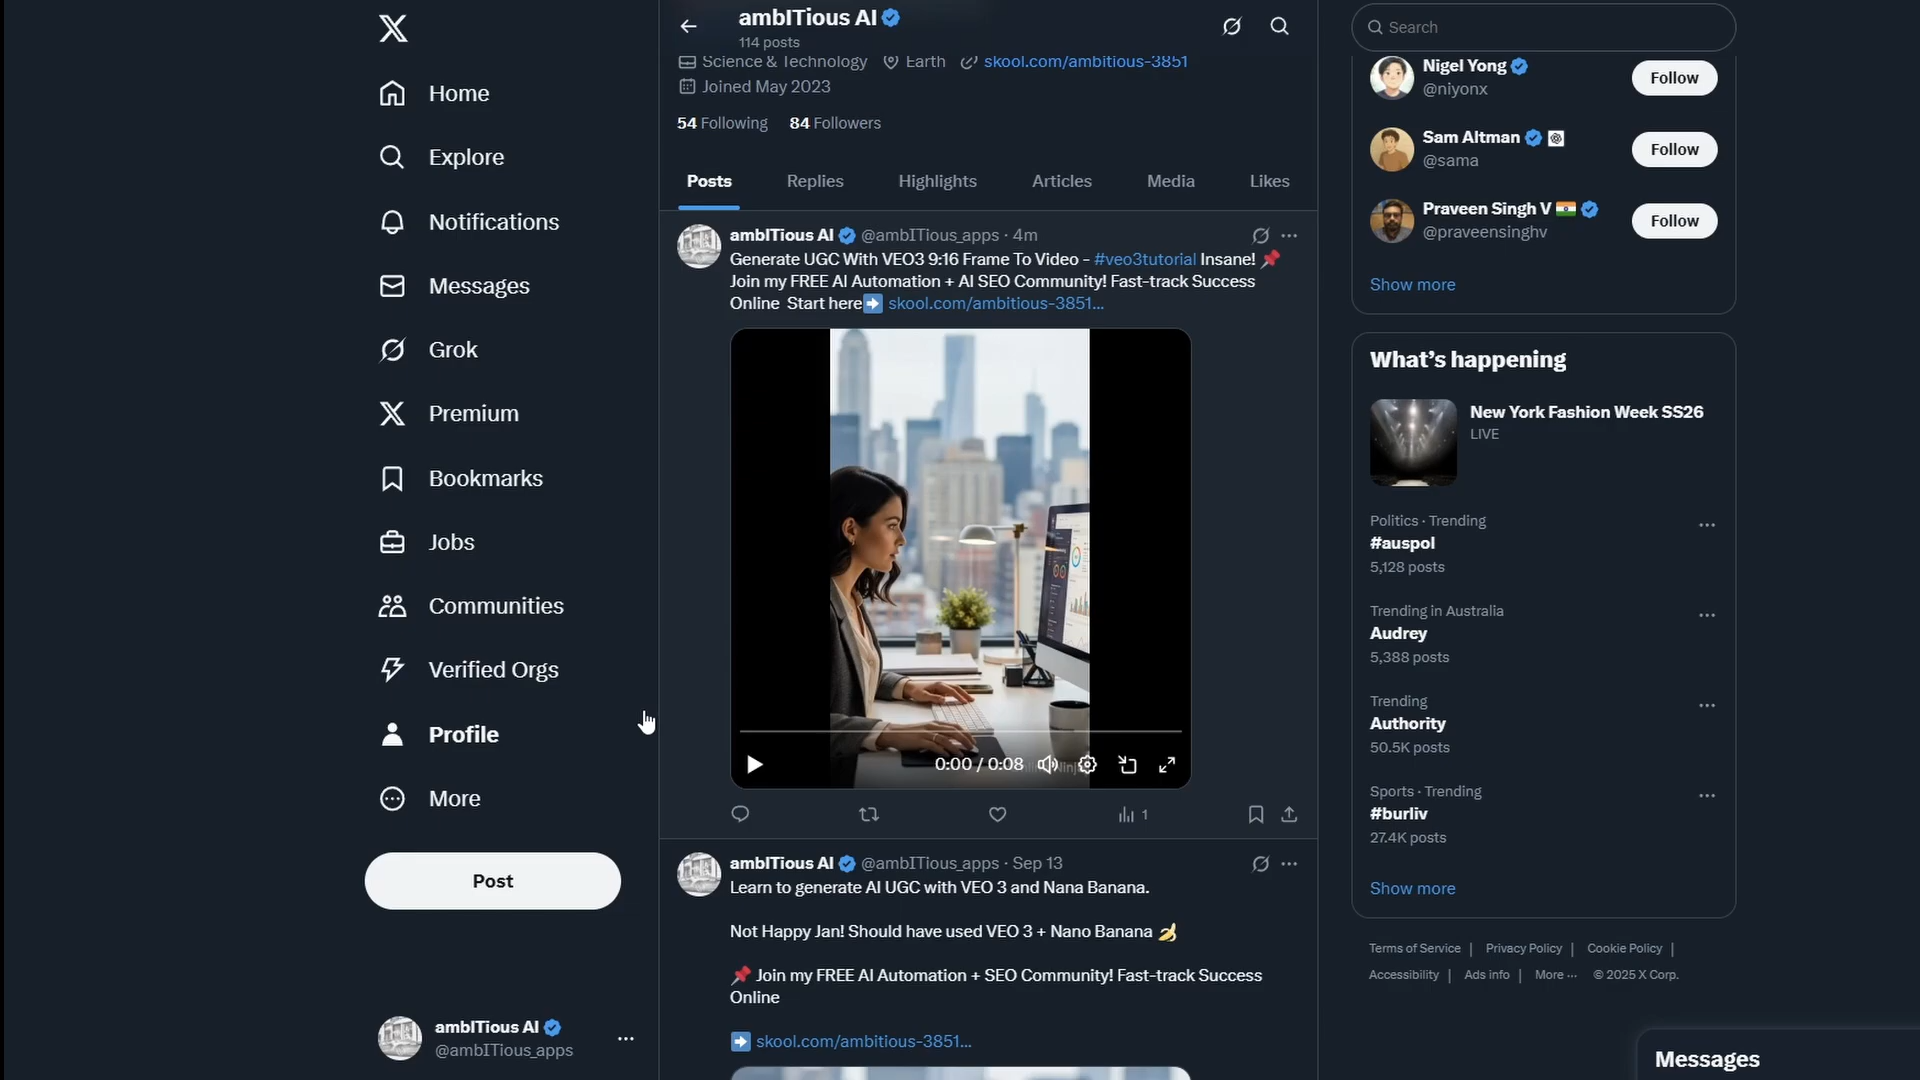 Home
Explore
Notifications
Messages
Grok
Premium
Bookmarks
Jobs
Communities
Verified Orgs
Profile
More
Post
ambITious AI
@ambITious_apps
ambITious AI
114 posts
Science & Technology Earth skool.com/ambitious-3851
Joined May 2023
54 Following 84 Followers
Posts Replies Highlights Articles Media Likes
ambITious AI @ambITious_apps · 4m
Generate UGC With VEO3 9:16 Frame To Video - #veo3tutorial Insane! 📌
Join my FREE AI Automation + AI SEO Community! Fast-track Success
Online Start here➡️ skool.com/ambitious-3851...
0:00 / 0:08
1
ambITious AI @ambITious_apps · Sep 13
Learn to generate AI UGC with VEO 3 and Nana Banana.
Not Happy Jan! Should have used VEO 3 + Nano Banana 🍌
📌 Join my FREE AI Automation + SEO Community! Fast-track Success
Online
➡️ skool.com/ambitious-3851...
Search
Nigel Yong
@niyonx
Follow
Sam Altman
@sama
Follow
Praveen Singh V 🇮🇳
@praveensinghv
Follow
Show more
What's happening
New York Fashion Week SS26
LIVE
Politics · Trending
#auspol
5,128 posts
Trending in Australia
Audrey
5,388 posts
Trending
Authority
50.5K posts
Sports · Trending
#burliv
27.4K posts
Show more
Terms of Service | Privacy Policy | Cookie Policy |
Accessibility | Ads info | More ··· © 2025 X Corp.
Messages